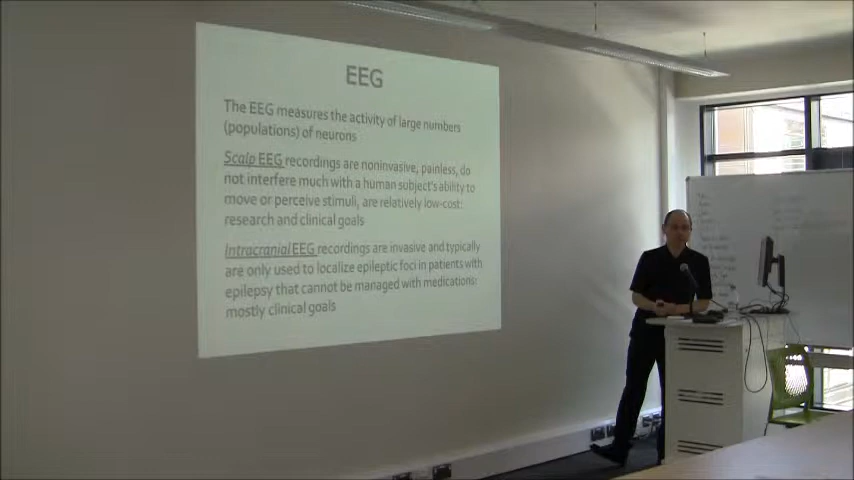 EEG
The EEG measures the activity of large numbers
(populations) of neurons.
Scalp EEG recordings are noninvasive, painless, do
not interfere much with a human subject's ability to
move or perceive stimuli, are relatively low-cost:
research and clinical goals
Intracranial EEG recordings are invasive and typically
are only used to localize epileptic foci in patients with
epilepsy that cannot be managed with medications:
mostly clinical goals